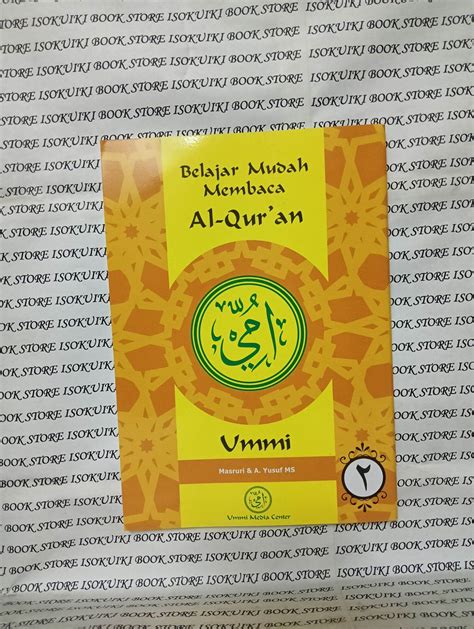 ISOKUIKI BOOK STORE ISOKUIKI BOOK STORE ISOKUIKI BOOK STORE
Belajar Mudah
Membaca
Al-Qur'an
اُمِّيْ
Ummi
Masruri & A. Yusuf MS
Ummi Media Center
٢